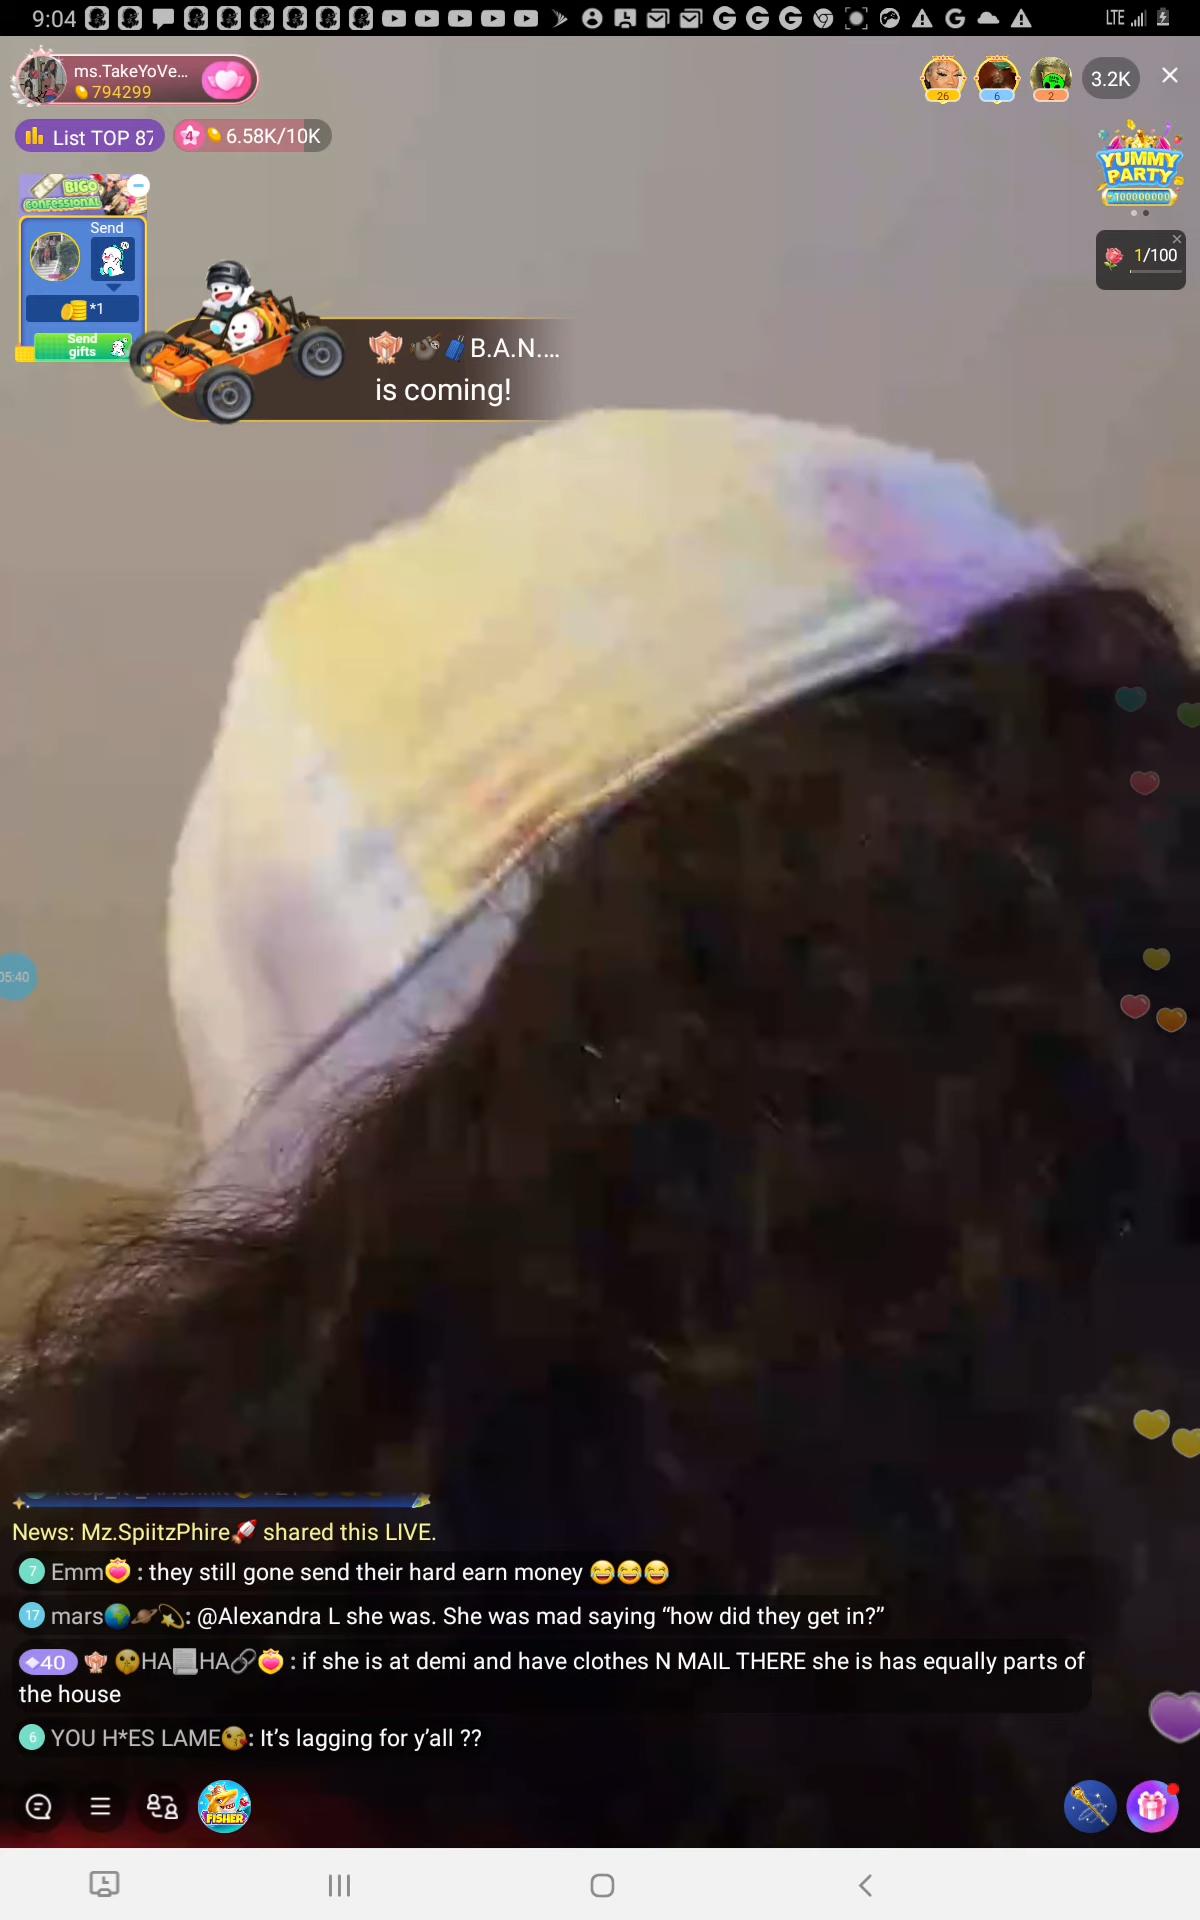 9:04
LTE
ms.TakeYoVe...
794299
26
6
2
3.2K
List TOP 87
4
6.58K/10K
YUMMY
PARTY
100000000
BIGO
CONFESSIONAL
Send
*1
Send
gifts
1/100
B.A.N....
is coming!
05:40
News: Mz.SpiitzPhire🚀 shared this LIVE.
7 Emm🍑 : they still gone send their hard earn money 😂😂😂
17 mars🌍🪐💫: @Alexandra L she was. She was mad saying “how did they get in?”
40 🤫HA📃HA🔗🍑 : if she is at demi and have clothes N MAIL THERE she is has equally parts of
the house
6 YOU H*ES LAME😘: It’s lagging for y’all ??
FISHER